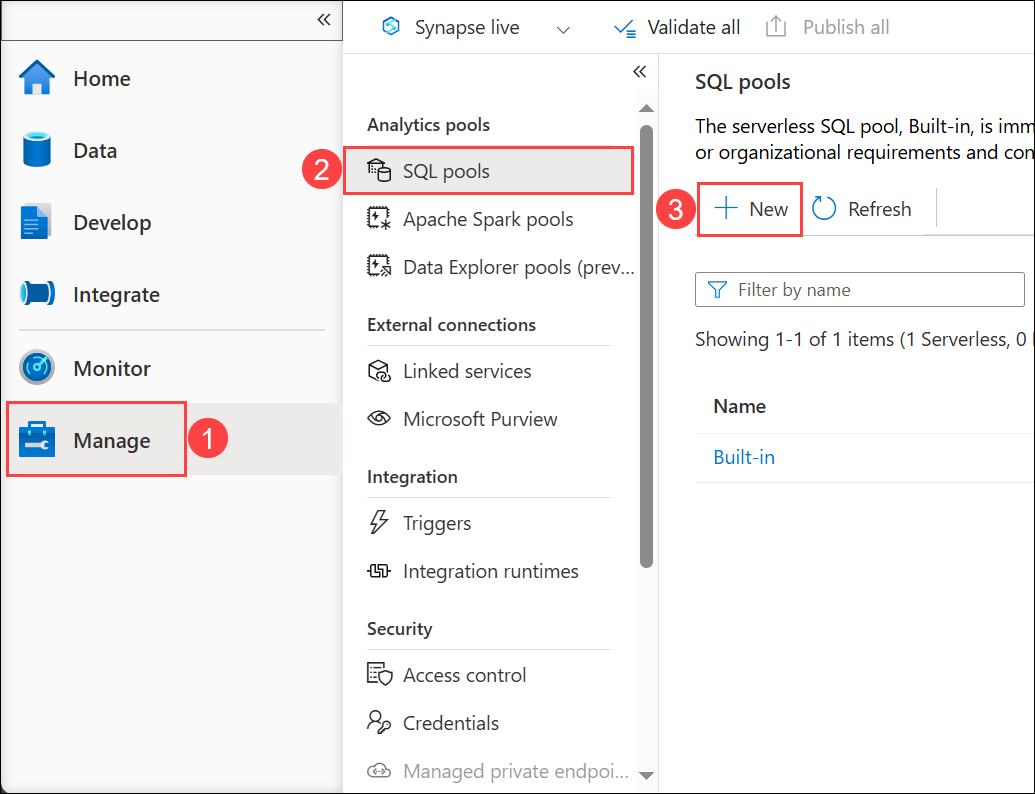 Synapse live
Validate all
Publish all
Home
Data
Develop
Integrate
Monitor
Manage
1
Analytics pools
2
SQL pools
Apache Spark pools
Data Explorer pools (prev...
External connections
Linked services
Microsoft Purview
Integration
Triggers
Integration runtimes
Security
Access control
Credentials
Managed private endpoi...
SQL pools
The serverless SQL pool, Built-in, is imm
or organizational requirements and con
3
New
Refresh
Filter by name
Showing 1-1 of 1 items (1 Serverless, 0
Name
Built-in